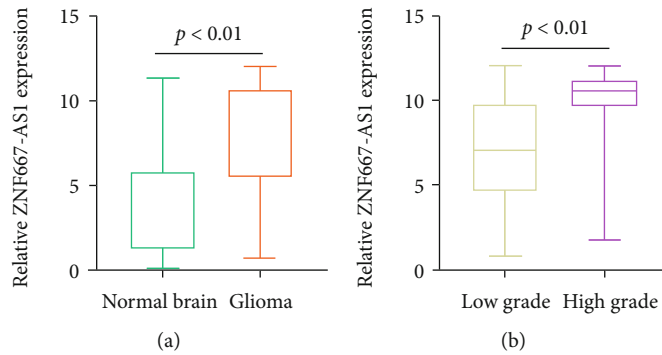 Relative ZNF667-AS1 expression
15
10
5
0
p < 0.01
Normal brain
Glioma
(a)
Relative ZNF667-AS1 expression
15
10
5
0
p < 0.01
Low grade
High grade
(b)